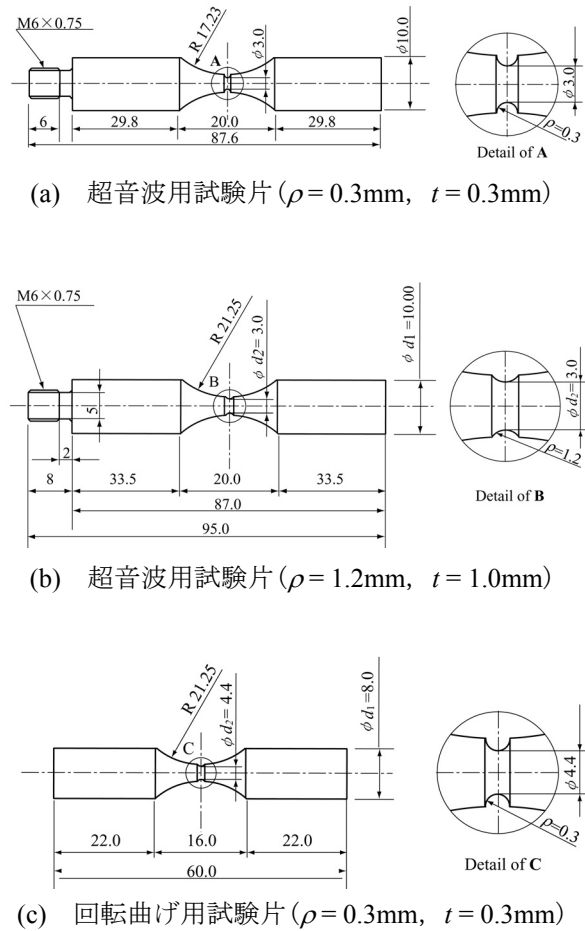 M6×0.75
R 17.23
A
φ3.0
φ10.0
6
29.8
20.0
29.8
87.6
φ3.0
ρ=0.3
Detail of A
(a) 超音波用試験片(ρ = 0.3mm, t = 0.3mm)
M6×0.75
R 21.25
B
φ d2= 3.0
φ d1 =10.00
5
2
8
33.5
20.0
33.5
87.0
95.0
φ d₂= 3.0
ρ=1.2
Detail of B
(b) 超音波用試験片(ρ = 1.2mm, t = 1.0mm)
R 21.25
C
φ d₂= 4.4
φ d₁=8.0
22.0
16.0
22.0
60.0
φ 4.4
ρ=0.3
Detail of C
(c) 回転曲げ用試験片(ρ = 0.3mm, t = 0.3mm)